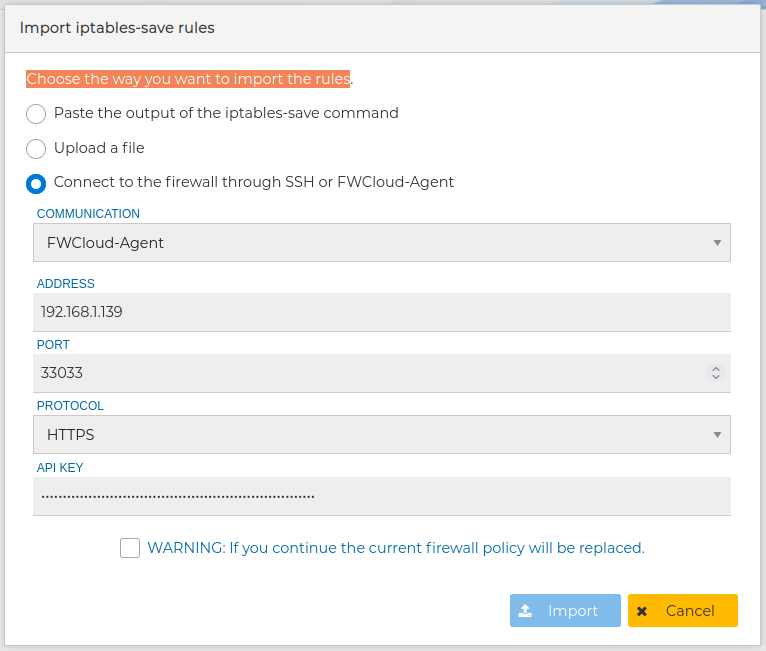 Import iptables-save rules
Choose the way you want to import the rules.
Paste the output of the iptables-save command
Upload a file
Connect to the firewall through SSH or FWCloud-Agent
COMMUNICATION
FWCloud-Agent
ADDRESS
192.168.1.139
PORT
33033
PROTOCOL
HTTPS
API KEY
WARNING: If you continue the current firewall policy will be replaced.
Import
Cancel